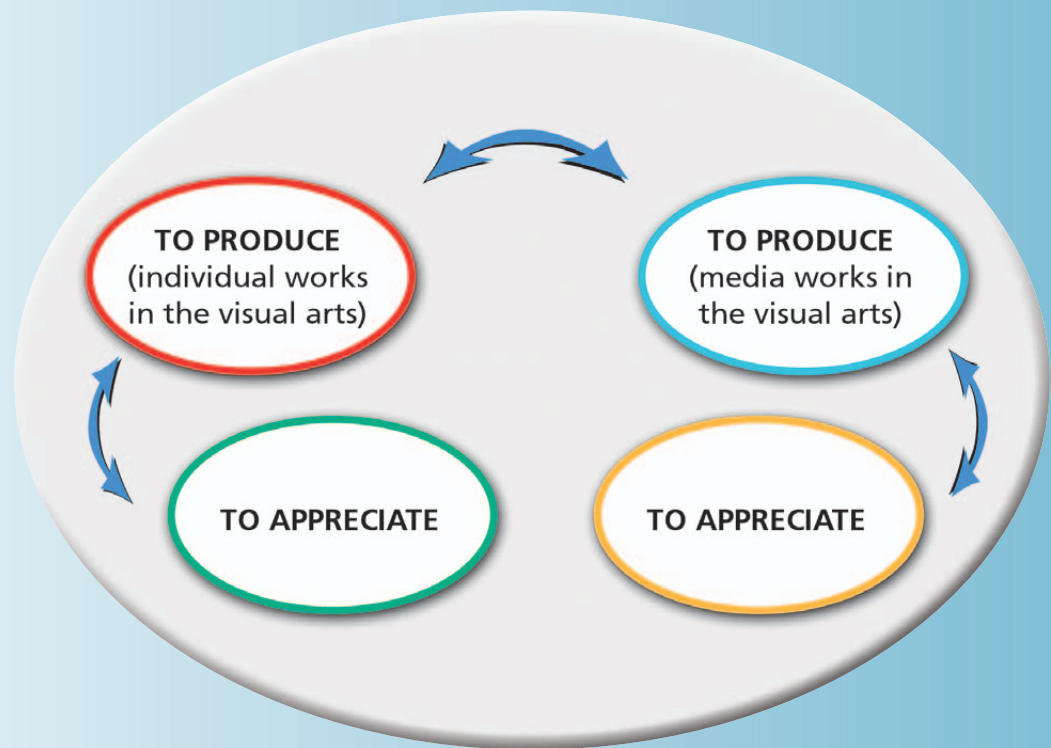 TO PRODUCE
(individual works
in the visual arts)
TO PRODUCE
(media works in
the visual arts)
TO APPRECIATE
TO APPRECIATE